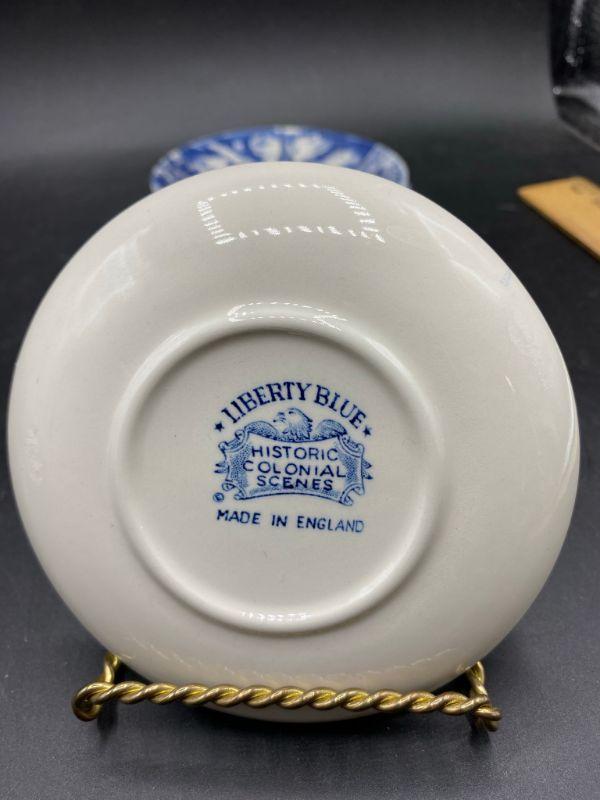 ★ LIBERTY BLUE ★
HISTORIC
COLONIAL
SCENES
©
MADE IN ENGLAND